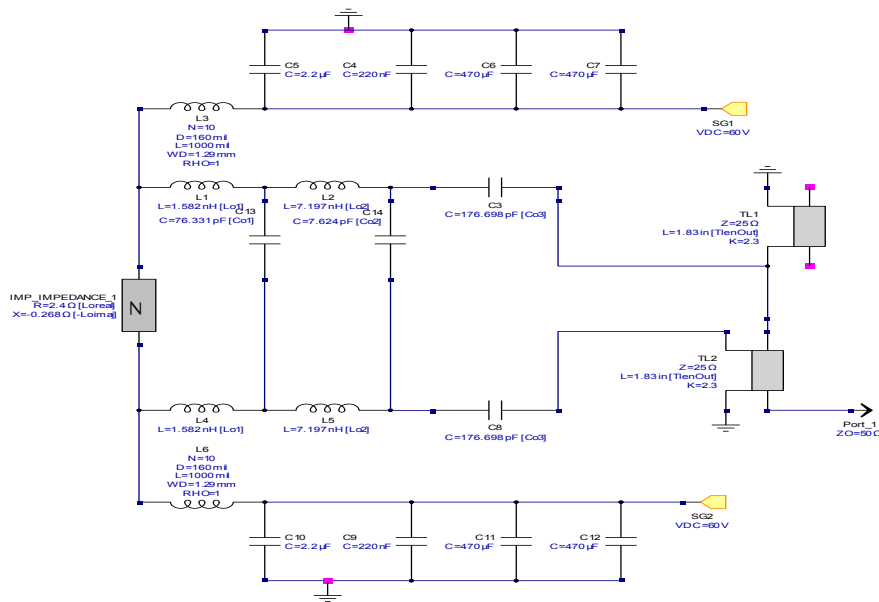 C5
C=2.2µF
C4
C=220nF
C6
C=470µF
C7
C=470µF
SG1
VDC=60V
L3
N=10
D=160mil
L=1000mil
WD=1.29mm
RHO=1
L1
L=1.582nH [Lo1]
L2
L=7.197nH [Lo2]
C13
C=76.331pF [Co1]
C14
C=7.624pF [Co2]
C3
C=176.698pF [Co3]
TL1
Z=25Ω
L=1.83in [TlenOut]
K=2.3
IMP_IMPEDANCE_1
R=2.4Ω [Loreal]
X=-0.268Ω [-Loimaj]
N
TL2
Z=25Ω
L=1.83in [TlenOut]
K=2.3
L4
L=1.582nH [Lo1]
L5
L=7.197nH [Lo2]
C8
C=176.698pF [Co3]
Port_1
ZO=50Ω
L6
N=10
D=160mil
L=1000mil
WD=1.29mm
RHO=1
SG2
VDC=60V
C10
C=2.2µF
C9
C=220nF
C11
C=470µF
C12
C=470µF